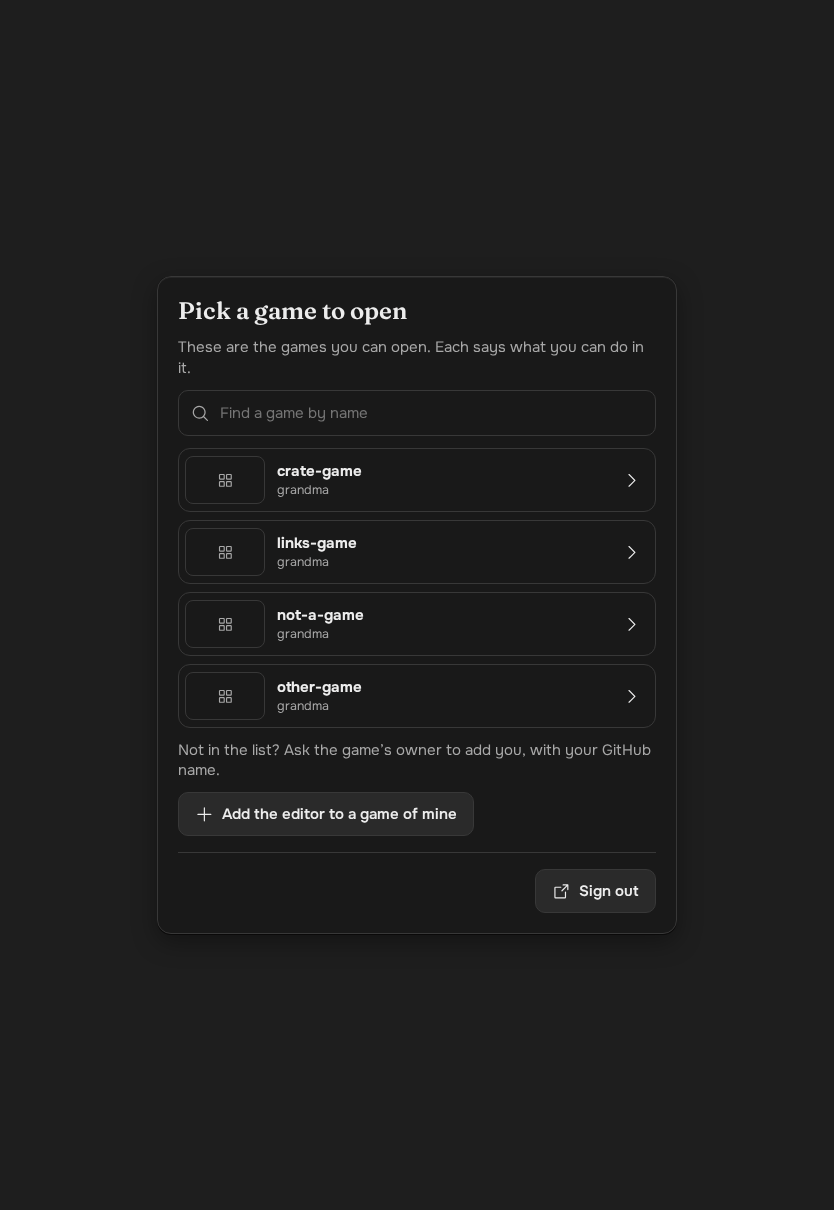 Pick a game to open
These are the games you can open. Each says what you can do in
it.
Find a game by name
crate-game
grandma
links-game
grandma
not-a-game
grandma
other-game
grandma
Not in the list? Ask the game’s owner to add you, with your GitHub
name.
Add the editor to a game of mine
Sign out